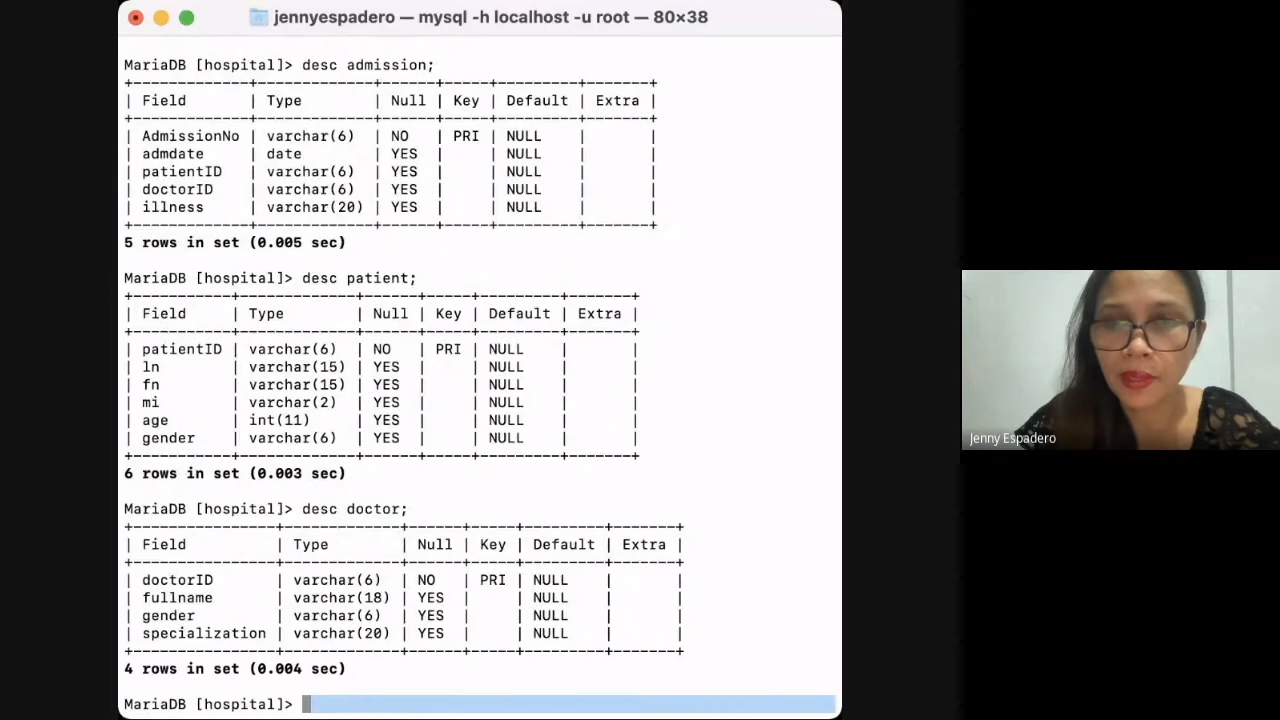 jennyespadero — mysql -h localhost -u root — 80×38
MariaDB [hospital]> desc admission;
+-------------+-------------+------+-----+---------+-------+
| Field       | Type        | Null | Key | Default | Extra |
+-------------+-------------+------+-----+---------+-------+
| AdmissionNo | varchar(6)  | NO   | PRI | NULL    |       |
| admdate     | date        | YES  |     | NULL    |       |
| patientID   | varchar(6)  | YES  |     | NULL    |       |
| doctorID    | varchar(6)  | YES  |     | NULL    |       |
| illness     | varchar(20) | YES  |     | NULL    |       |
+-------------+-------------+------+-----+---------+-------+
5 rows in set (0.005 sec)
MariaDB [hospital]> desc patient;
+-----------+-------------+------+-----+---------+-------+
| Field     | Type        | Null | Key | Default | Extra |
+-----------+-------------+------+-----+---------+-------+
| patientID | varchar(6)  | NO   | PRI | NULL    |       |
| ln        | varchar(15) | YES  |     | NULL    |       |
| fn        | varchar(15) | YES  |     | NULL    |       |
| mi        | varchar(2)  | YES  |     | NULL    |       |
| age       | int(11)     | YES  |     | NULL    |       |
| gender    | varchar(6)  | YES  |     | NULL    |       |
+-----------+-------------+------+-----+---------+-------+
6 rows in set (0.003 sec)
MariaDB [hospital]> desc doctor;
+----------------+-------------+------+-----+---------+-------+
| Field          | Type        | Null | Key | Default | Extra |
+----------------+-------------+------+-----+---------+-------+
| doctorID       | varchar(6)  | NO   | PRI | NULL    |       |
| fullname       | varchar(18) | YES  |     | NULL    |       |
| gender         | varchar(6)  | YES  |     | NULL    |       |
| specialization | varchar(20) | YES  |     | NULL    |       |
+----------------+-------------+------+-----+---------+-------+
4 rows in set (0.004 sec)
MariaDB [hospital]>
Jenny Espadero